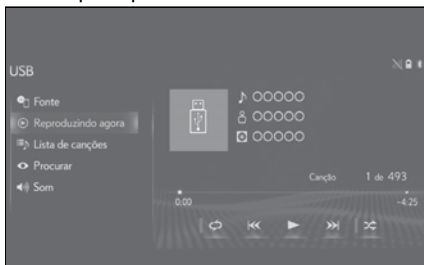 USB
Fonte
Reproduzindo agora
Lista de canções
Procurar
Som
OOOOO
OOOOO
OOOOO
Canção 1 de 493
0:00 -4:25